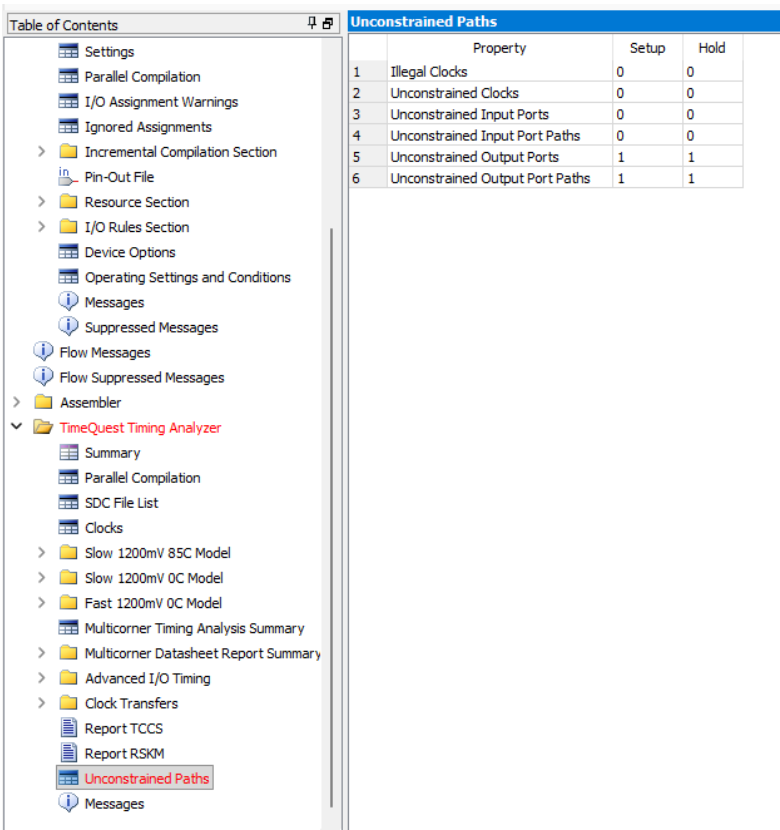 Table of Contents
Settings
Parallel Compilation
I/O Assignment Warnings
Ignored Assignments
Incremental Compilation Section
in Pin-Out File
Resource Section
I/O Rules Section
Device Options
Operating Settings and Conditions
Messages
Suppressed Messages
Flow Messages
Flow Suppressed Messages
Assembler
TimeQuest Timing Analyzer
Summary
Parallel Compilation
SDC File List
Clocks
Slow 1200mV 85C Model
Slow 1200mV 0C Model
Fast 1200mV 0C Model
Multicorner Timing Analysis Summary
Multicorner Datasheet Report Summary
Advanced I/O Timing
Clock Transfers
Report TCCS
Report RSKM
Unconstrained Paths
Messages
Unconstrained Paths
Property Setup Hold
1 Illegal Clocks 0 0
2 Unconstrained Clocks 0 0
3 Unconstrained Input Ports 0 0
4 Unconstrained Input Port Paths 0 0
5 Unconstrained Output Ports 1 1
6 Unconstrained Output Port Paths 1 1